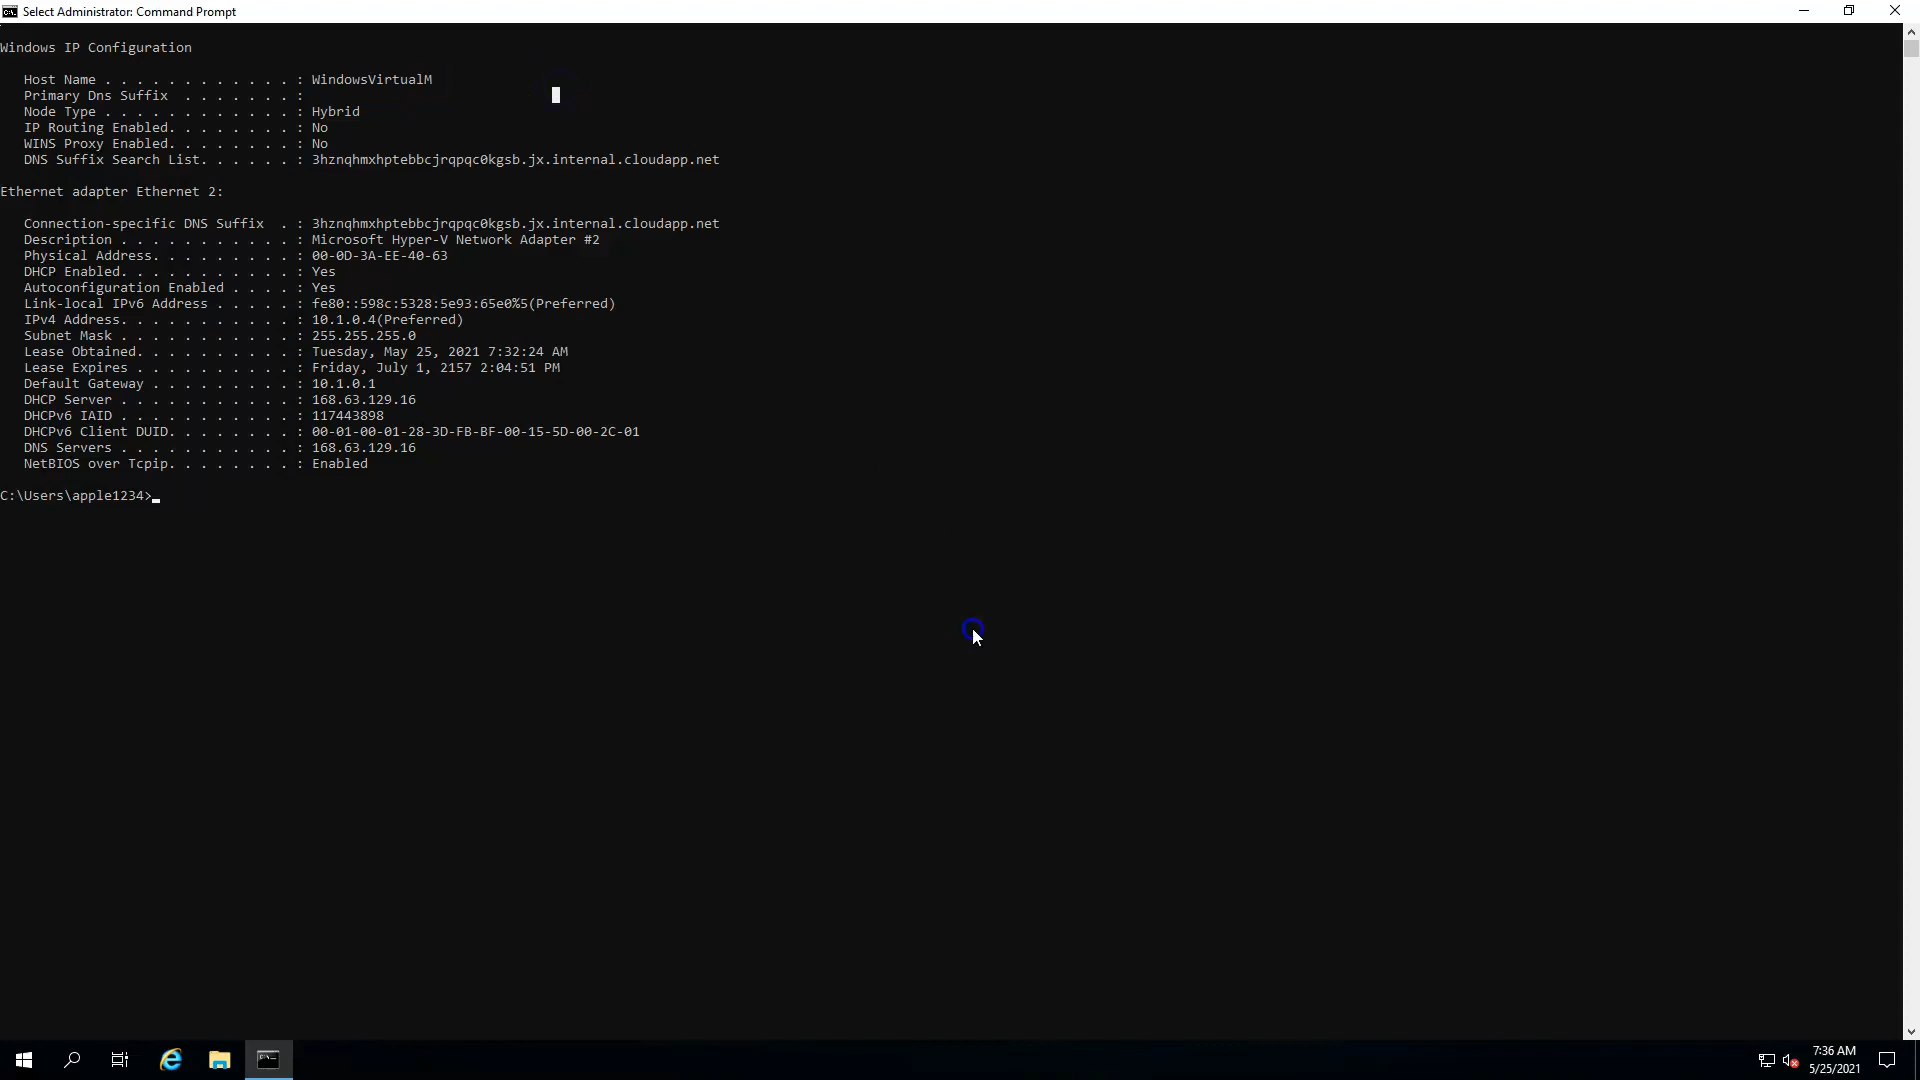 Select Administrator: Command Prompt
Windows IP Configuration
Host Name . . . . . . . . . . . . : WindowsVirtualM
Primary Dns Suffix  . . . . . . . :
Node Type . . . . . . . . . . . . : Hybrid
IP Routing Enabled. . . . . . . . : No
WINS Proxy Enabled. . . . . . . . : No
DNS Suffix Search List. . . . . . : 3hznqhmxhptebbcjrqpqc0kgsb.jx.internal.cloudapp.net
Ethernet adapter Ethernet 2:
Connection-specific DNS Suffix  . : 3hznqhmxhptebbcjrqpqc0kgsb.jx.internal.cloudapp.net
Description . . . . . . . . . . . : Microsoft Hyper-V Network Adapter #2
Physical Address. . . . . . . . . : 00-0D-3A-EE-40-63
DHCP Enabled. . . . . . . . . . . : Yes
Autoconfiguration Enabled . . . . : Yes
Link-local IPv6 Address . . . . . : fe80::598c:5328:5e93:65e0%5(Preferred)
IPv4 Address. . . . . . . . . . . : 10.1.0.4(Preferred)
Subnet Mask . . . . . . . . . . . : 255.255.255.0
Lease Obtained. . . . . . . . . . : Tuesday, May 25, 2021 7:32:24 AM
Lease Expires . . . . . . . . . . : Friday, July 1, 2157 2:04:51 PM
Default Gateway . . . . . . . . . : 10.1.0.1
DHCP Server . . . . . . . . . . . : 168.63.129.16
DHCPv6 IAID . . . . . . . . . . . : 117443898
DHCPv6 Client DUID. . . . . . . . : 00-01-00-01-28-3D-FB-BF-00-15-5D-00-2C-01
DNS Servers . . . . . . . . . . . : 168.63.129.16
NetBIOS over Tcpip. . . . . . . . : Enabled
C:\Users\apple1234>
7:36 AM
5/25/2021